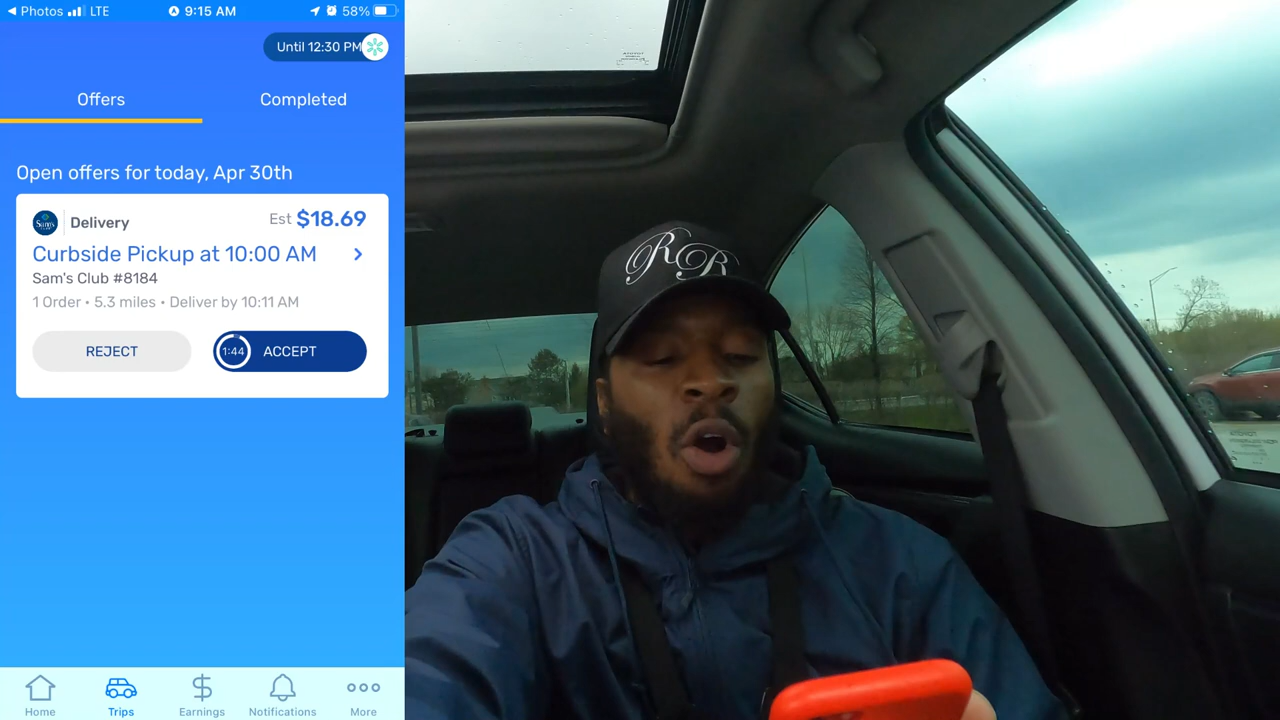 Photos LTE 9:15 AM 58%
Until 12:30 PM
Offers Completed
Open offers for today, Apr 30th
Sam's Delivery Est $18.69
Curbside Pickup at 10:00 AM
Sam's Club #8184
1 Order • 5.3 miles • Deliver by 10:11 AM
REJECT 1:44 ACCEPT
Home Trips Earnings Notifications More
RR